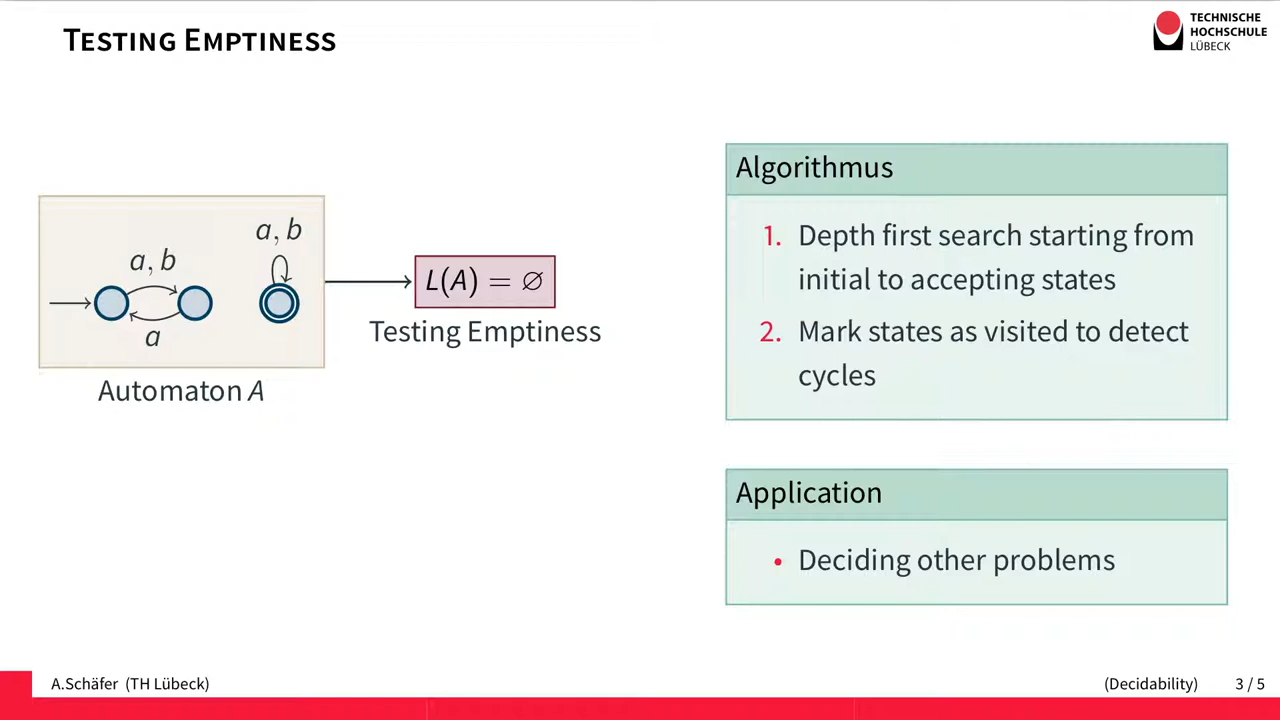 TESTING EMPTINESS
TECHNISCHE
HOCHSCHULE
LÜBECK
a, b
a, b
a
Automaton A
L(A) = ∅
Testing Emptiness
Algorithmus
1. Depth first search starting from
initial to accepting states
2. Mark states as visited to detect
cycles
Application
• Deciding other problems
A.Schäfer (TH Lübeck)
(Decidability)
3 / 5